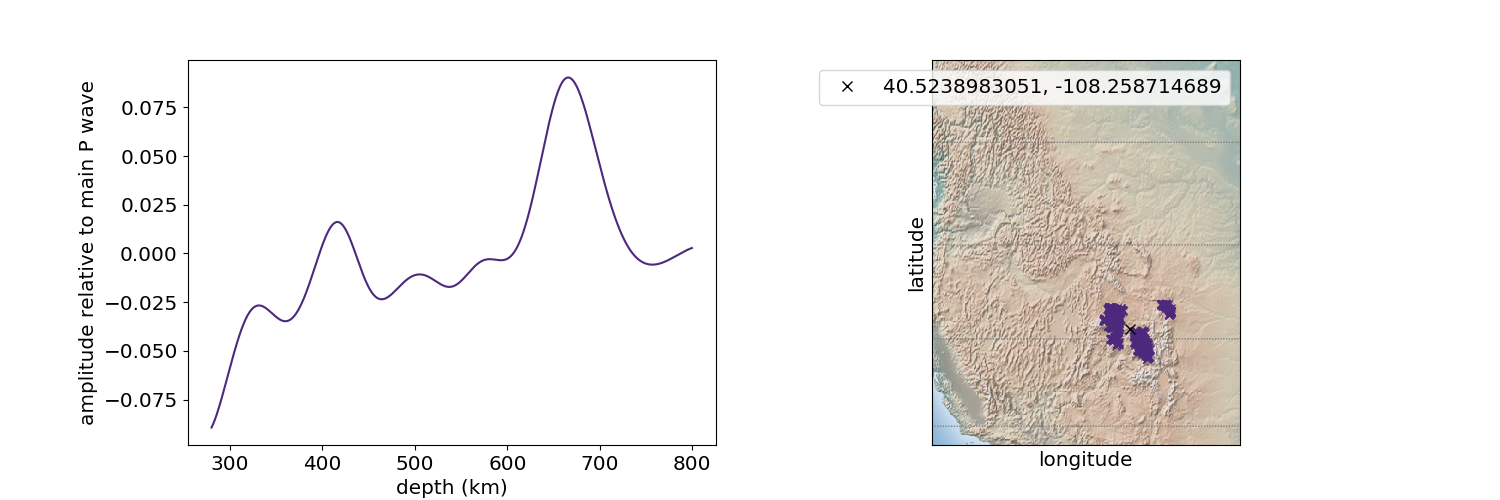 amplitude relative to main P wave
0.075
0.050
0.025
0.000
−0.025
−0.050
−0.075
300 400 500 600 700 800
depth (km)
40.5238983051, -108.258714689
latitude
longitude